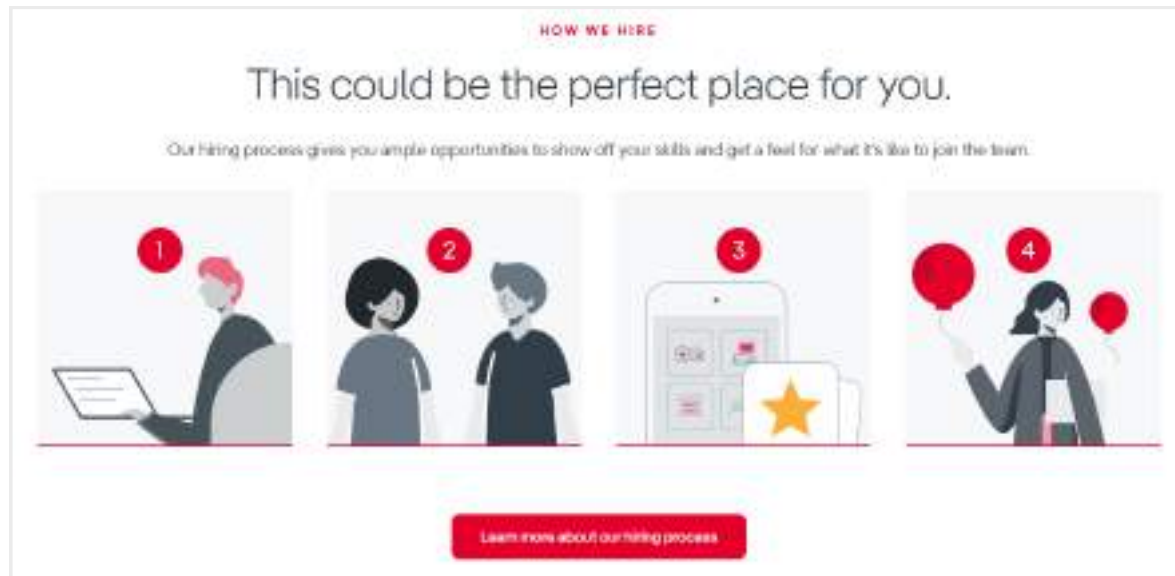 HOW WE HIRE
This could be the perfect place for you.
Our hiring process gives you ample opportunities to show off your skills and get a feel for what it's like to join the team.
1
2
3
4
Learn more about our hiring process